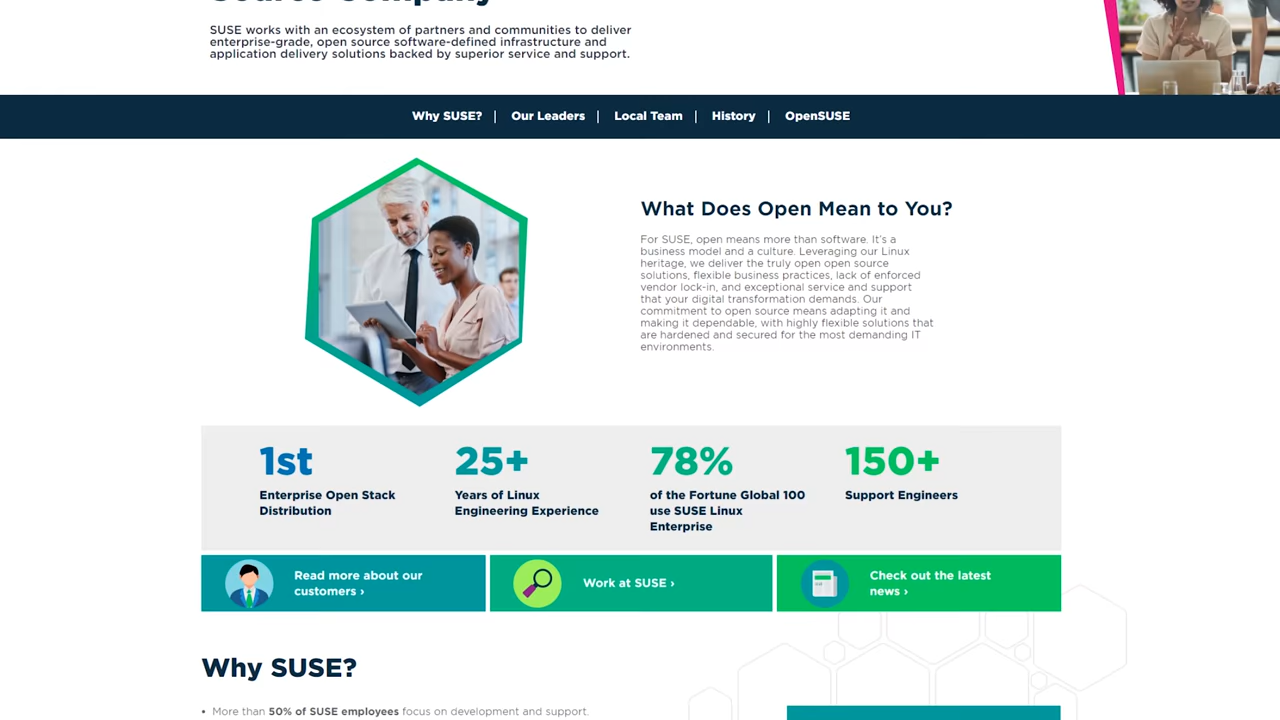 Source Company
SUSE works with an ecosystem of partners and communities to deliver
enterprise-grade, open source software-defined infrastructure and
application delivery solutions backed by superior service and support.
Why SUSE? | Our Leaders | Local Team | History | OpenSUSE
What Does Open Mean to You?
For SUSE, open means more than software. It's a
business model and a culture. Leveraging our Linux
heritage, we deliver the truly open open source
solutions, flexible business practices, lack of enforced
vendor lock-in, and exceptional service and support
that your digital transformation demands. Our
commitment to open source means adapting it and
making it dependable, with highly flexible solutions that
are hardened and secured for the most demanding IT
environments.
1st
Enterprise Open Stack
Distribution
25+
Years of Linux
Engineering Experience
78%
of the Fortune Global 100
use SUSE Linux
Enterprise
150+
Support Engineers
Read more about our
customers ›
Work at SUSE ›
Check out the latest
news ›
Why SUSE?
• More than 50% of SUSE employees focus on development and support.